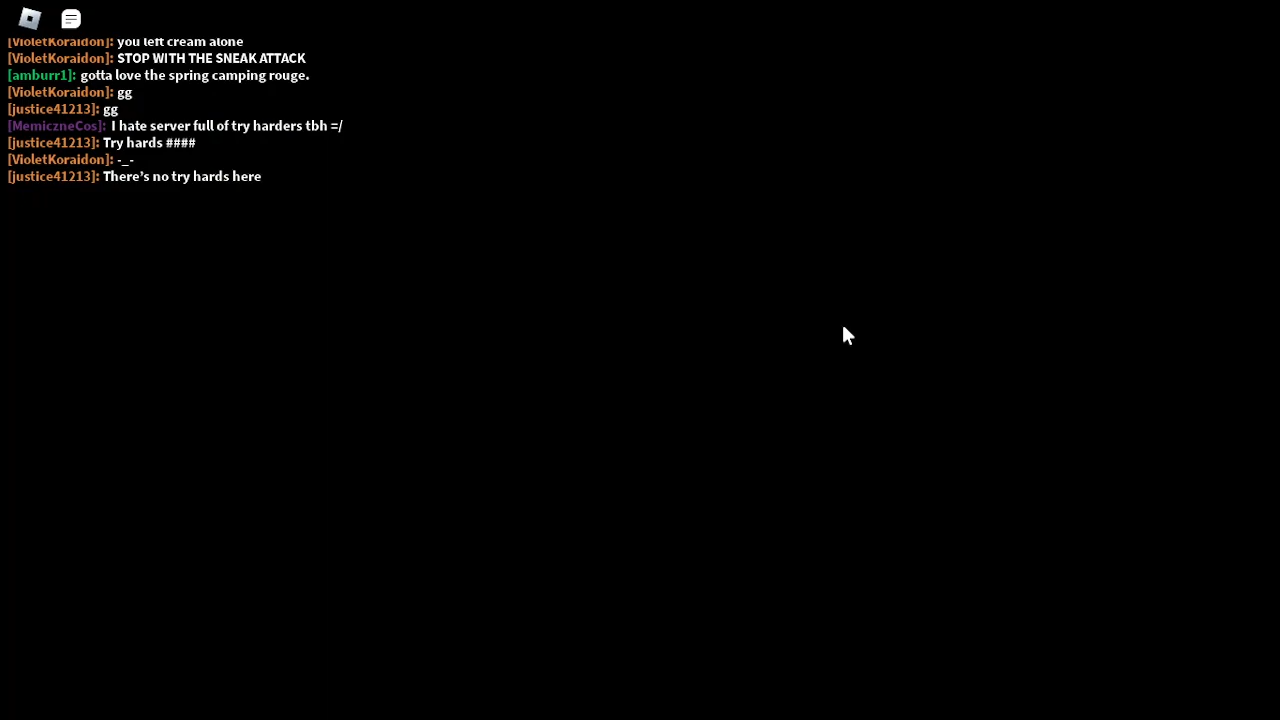 [VioletKoraidon]: you left cream alone
[VioletKoraidon]: STOP WITH THE SNEAK ATTACK
[amburr1]: gotta love the spring camping rouge.
[VioletKoraidon]: gg
[justice41213]: gg
[MemiczneCos]: I hate server full of try harders tbh =/
[justice41213]: Try hards ####
[VioletKoraidon]: -_-
[justice41213]: There's no try hards here